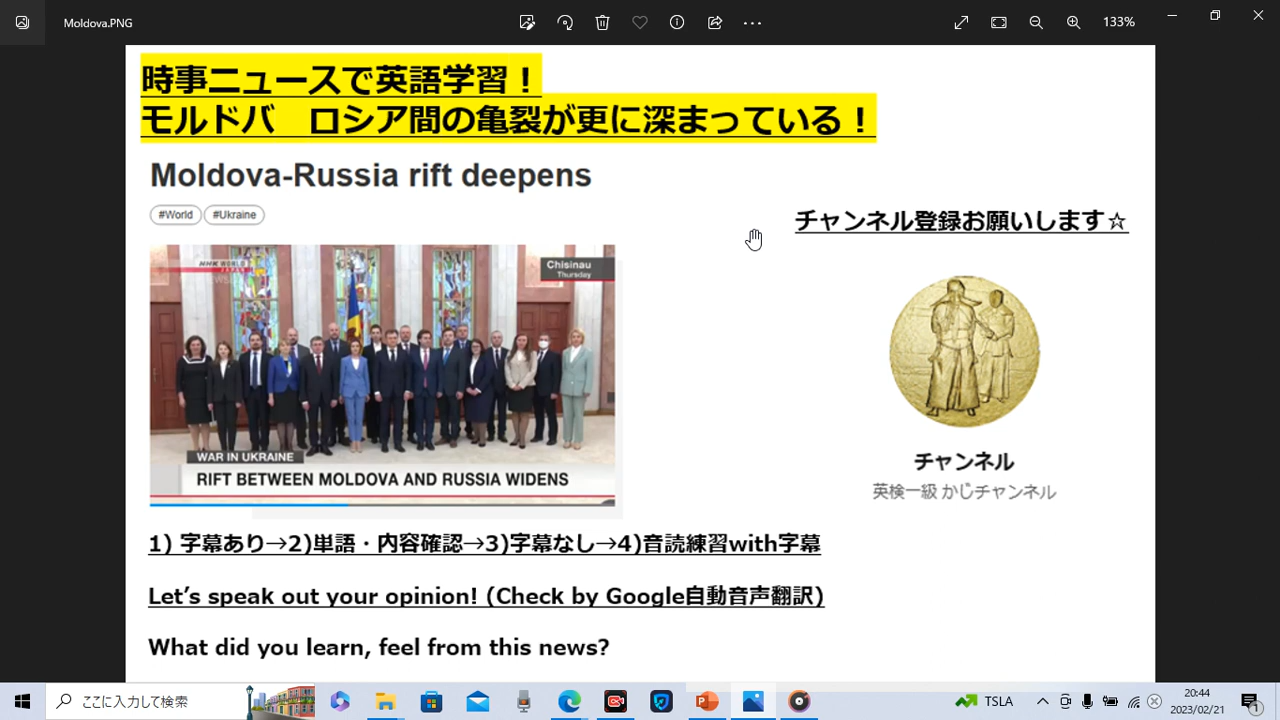 Moldova.PNG
133%
時事ニュースで英語学習！
モルドバ　ロシア間の亀裂が更に深まっている！
Moldova-Russia rift deepens
#World #Ukraine
チャンネル登録お願いします☆
NHK WORLD
JAPAN
Chisinau
Thursday
WAR IN UKRAINE
RIFT BETWEEN MOLDOVA AND RUSSIA WIDENS
チャンネル
英検一級 かじチャンネル
1) 字幕あり→2)単語・内容確認→3)字幕なし→4)音読練習with字幕
Let’s speak out your opinion! (Check by Google自動音声翻訳)
What did you learn, feel from this news?
ここに入力して検索
TSLA
20:44
2023/02/21
1